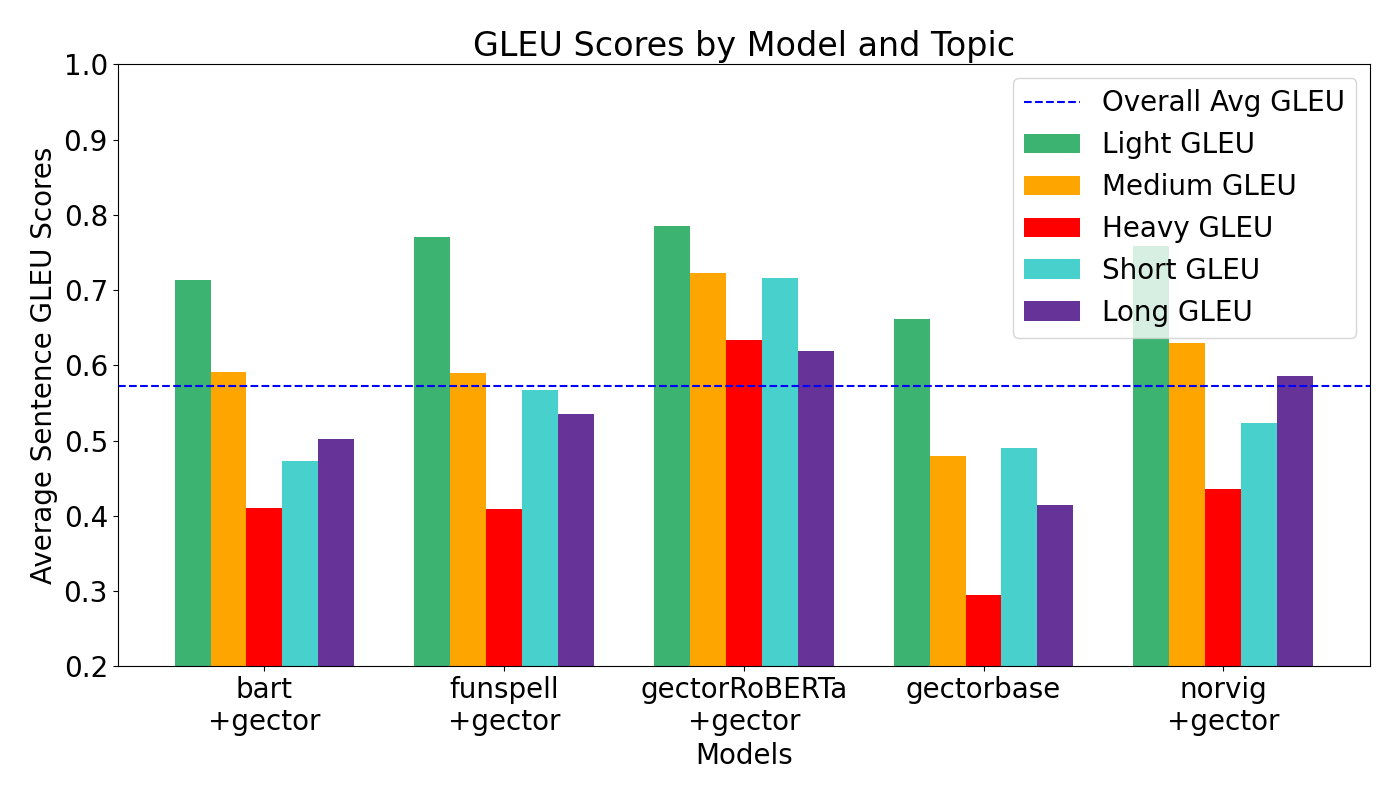 GLEU Scores by Model and Topic
1.0
0.9
0.8
0.7
0.6
0.5
0.4
0.3
0.2
Average Sentence GLEU Scores
Overall Avg GLEU
Light GLEU
Medium GLEU
Heavy GLEU
Short GLEU
Long GLEU
bart
+gector
funspell
+gector
gectorRoBERTa
+gector
gectorbase
norvig
+gector
Models